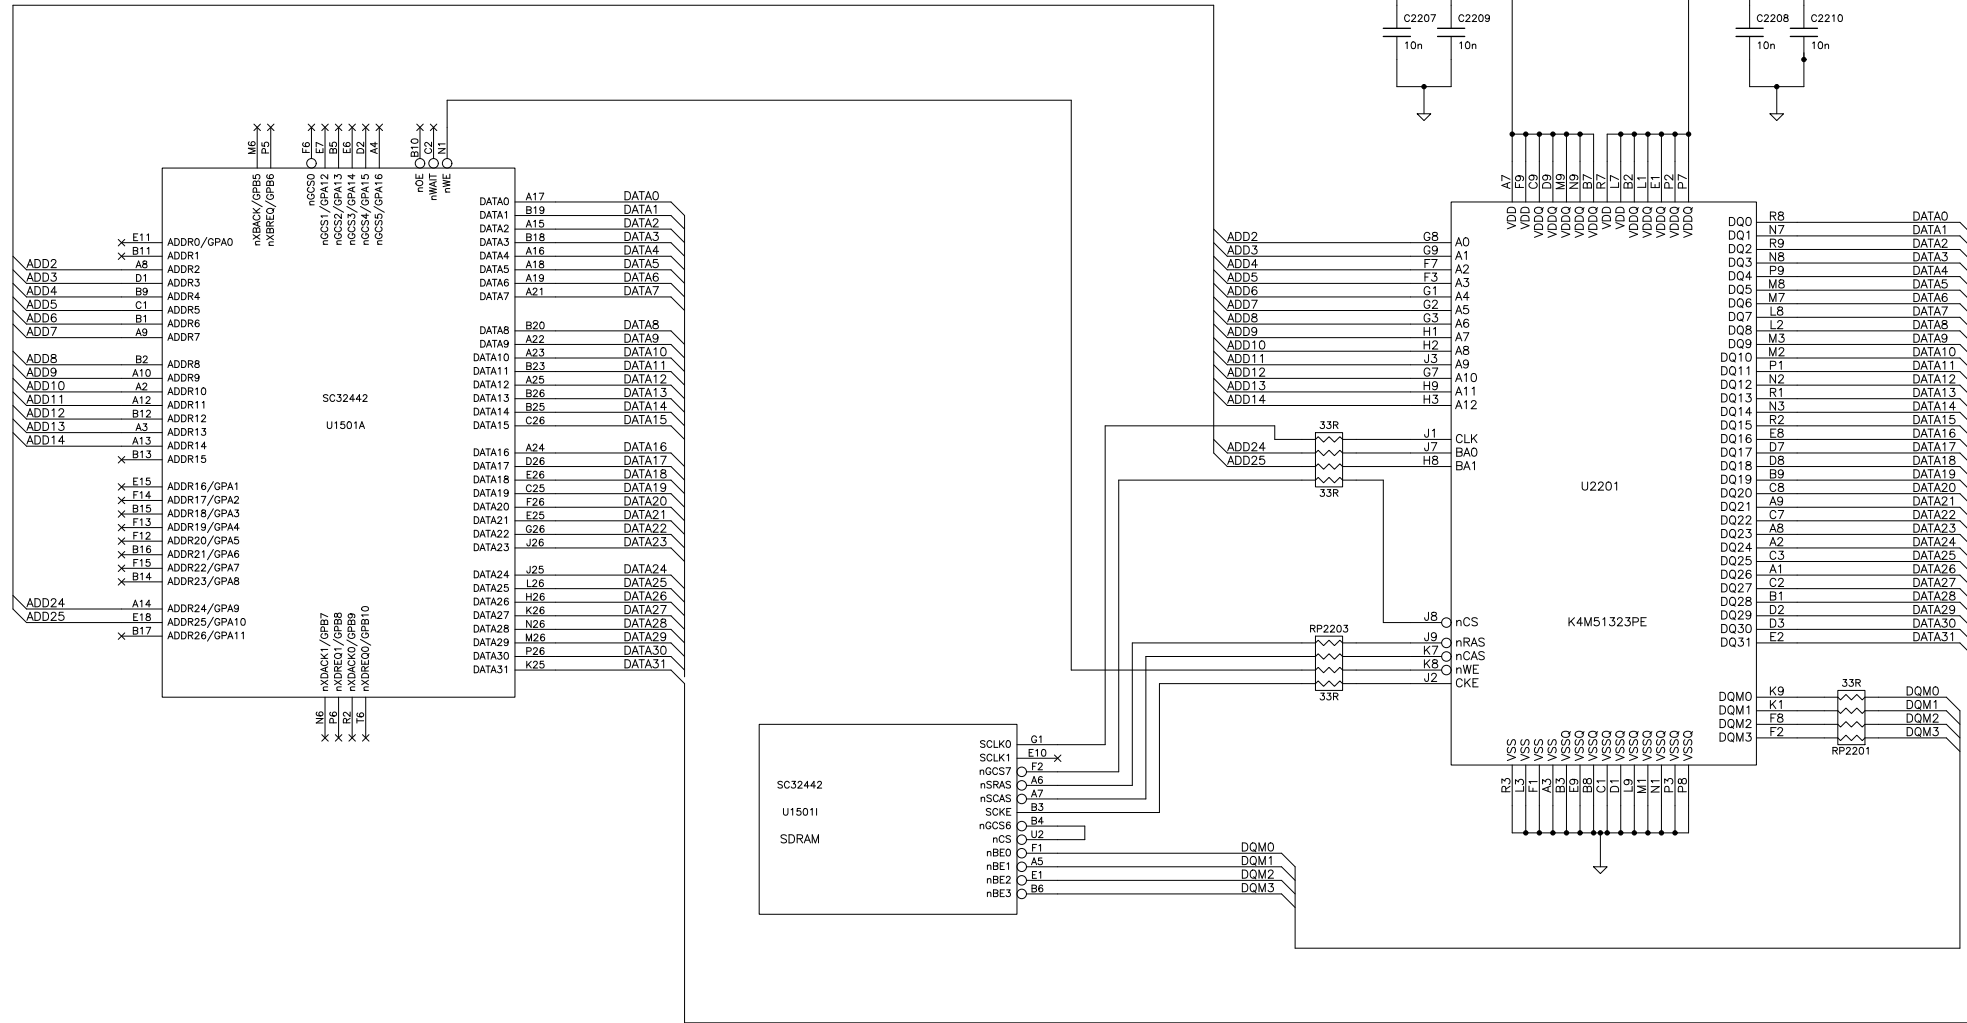 C2207 C2209 C2208 C2210
10n 10n 10n 10n
M6 P5 F6 E7 B5 E6 D2 A4 B10 C2 N1
nXBACK/GPB5
nXBREQ/GPB6
nGCS0
nGCS1/GPA12
nGCS2/GPA13
nGCS3/GPA14
nGCS4/GPA15
nGCS5/GPA16
nOE
nWAIT
nWE
E11 ADDR0/GPA0
B11 ADDR1
ADD2 A8 ADDR2
ADD3 D1 ADDR3
ADD4 B9 ADDR4
ADD5 C1 ADDR5
ADD6 B1 ADDR6
ADD7 A9 ADDR7
ADD8 B2 ADDR8
ADD9 A10 ADDR9
ADD10 A2 ADDR10
ADD11 A12 ADDR11
ADD12 B12 ADDR12
ADD13 A3 ADDR13
ADD14 A13 ADDR14
B13 ADDR15
E15 ADDR16/GPA1
F14 ADDR17/GPA2
B15 ADDR18/GPA3
F13 ADDR19/GPA4
F12 ADDR20/GPA5
B16 ADDR21/GPA6
F15 ADDR22/GPA7
B14 ADDR23/GPA8
ADD24 A14 ADDR24/GPA9
ADD25 E18 ADDR25/GPA10
B17 ADDR26/GPA11
SC32442
U1501A
DATA0 A17 DATA0
DATA1 B19 DATA1
DATA2 A15 DATA2
DATA3 B18 DATA3
DATA4 A16 DATA4
DATA5 A18 DATA5
DATA6 A19 DATA6
DATA7 A21 DATA7
DATA8 B20 DATA8
DATA9 A22 DATA9
DATA10 A23 DATA10
DATA11 B23 DATA11
DATA12 A25 DATA12
DATA13 B26 DATA13
DATA14 B25 DATA14
DATA15 C26 DATA15
DATA16 A24 DATA16
DATA17 D26 DATA17
DATA18 E26 DATA18
DATA19 C25 DATA19
DATA20 F26 DATA20
DATA21 E25 DATA21
DATA22 G26 DATA22
DATA23 J26 DATA23
DATA24 J25 DATA24
DATA25 L26 DATA25
DATA26 H26 DATA26
DATA27 K26 DATA27
DATA28 N26 DATA28
DATA29 M26 DATA29
DATA30 P26 DATA30
DATA31 K25 DATA31
nXDACK1/GPB7
nXDREQ1/GPB8
nXDACK0/GPB9
nXDREQ0/GPB10
N6 P6 R2 T6
A7 F9 C9 D9 M9 N9 B7 R7 L7 B2 L1 E1 P2 P7
VDD VDD VDDQ VDDQ VDDQ VDDQ VDDQ VDD VDD VDDQ VDDQ VDDQ VDDQ VDDQ
ADD2 G8 A0
ADD3 G9 A1
ADD4 F7 A2
ADD5 F3 A3
ADD6 G1 A4
ADD7 G2 A5
ADD8 G3 A6
ADD9 H1 A7
ADD10 H2 A8
ADD11 J3 A9
ADD12 G7 A10
ADD13 H9 A11
ADD14 H3 A12
33R
J1 CLK
ADD24 J7 BA0
ADD25 H8 BA1
33R
U2201
K4M51323PE
J8 nCS
RP2203
J9 nRAS
K7 nCAS
K8 nWE
J2 CKE
33R
DQ0 R8 DATA0
DQ1 N7 DATA1
DQ2 R9 DATA2
DQ3 N8 DATA3
DQ4 P9 DATA4
DQ5 M8 DATA5
DQ6 M7 DATA6
DQ7 L8 DATA7
DQ8 L2 DATA8
DQ9 M3 DATA9
DQ10 M2 DATA10
DQ11 P1 DATA11
DQ12 N2 DATA12
DQ13 R1 DATA13
DQ14 N3 DATA14
DQ15 R2 DATA15
DQ16 E8 DATA16
DQ17 D7 DATA17
DQ18 D8 DATA18
DQ19 B9 DATA19
DQ20 C8 DATA20
DQ21 A9 DATA21
DQ22 C7 DATA22
DQ23 A8 DATA23
DQ24 A2 DATA24
DQ25 C3 DATA25
DQ26 A1 DATA26
DQ27 C2 DATA27
DQ28 B1 DATA28
DQ29 D2 DATA29
DQ30 D3 DATA30
DQ31 E2 DATA31
33R
DQM0 K9 DQM0
DQM1 K1 DQM1
DQM2 F8 DQM2
DQM3 F2 DQM3
RP2201
VSS VSS VSS VSS VSSQ VSSQ VSSQ VSSQ VSSQ VSSQ VSSQ VSSQ VSSQ VSSQ
R3 L3 F1 A3 B3 E9 B8 C1 D1 L9 M1 N1 P3 P8
SC32442
U1501I
SDRAM
SCLK0 G1
SCLK1 E10
nGCS7 F2
nSRAS A6
nSCAS A7
SCKE B3
nGCS6 B4
nCS U2
nBE0 F1 DQM0
nBE1 A5 DQM1
nBE2 E1 DQM2
nBE3 B6 DQM3